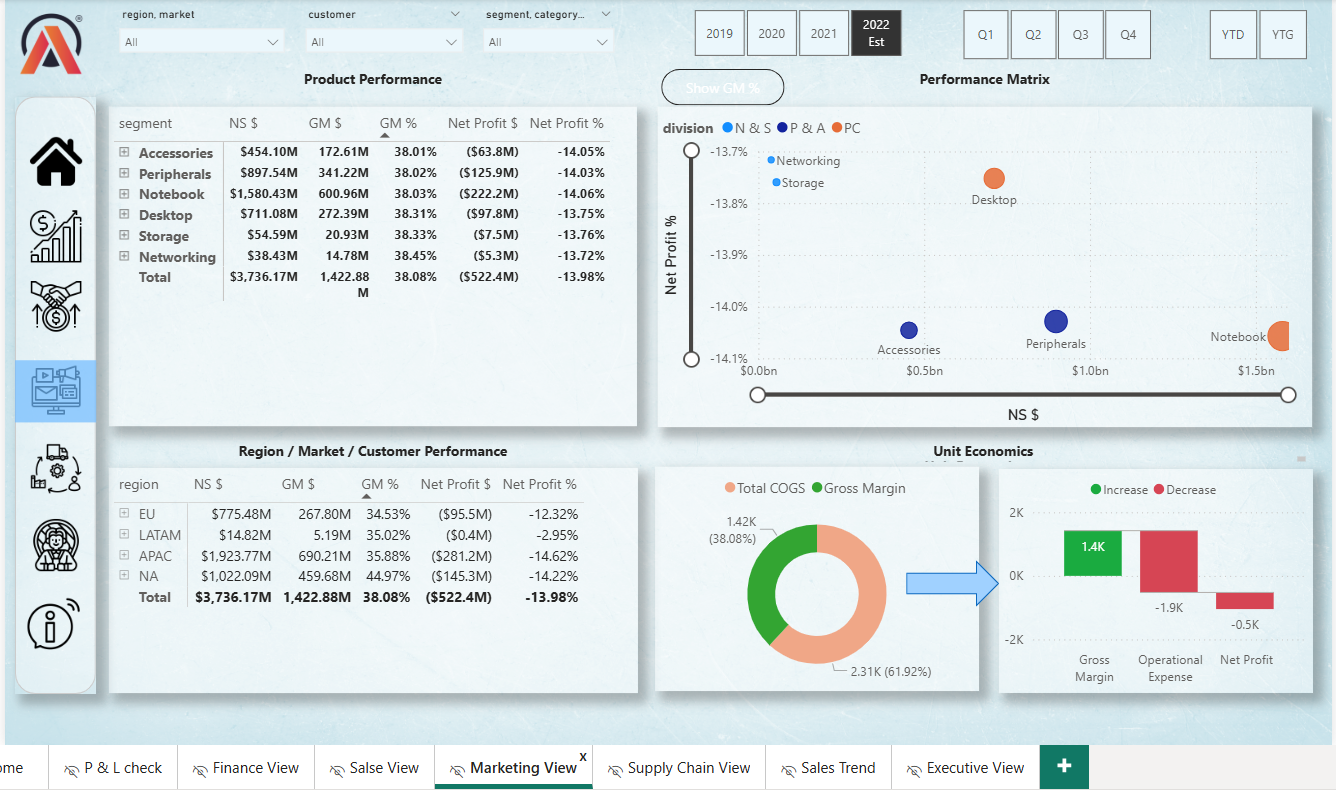 region, market
customer
segment, category...
All
All
All
2019
2020
2021
2022
Est
Q1
Q2
Q3
Q4
YTD
YTG
Product Performance
segment NS $ GM $ GM % Net Profit $ Net Profit %
Accessories $454.10M 172.61M 38.01% ($63.8M) -14.05%
Peripherals $897.54M 341.22M 38.02% ($125.9M) -14.03%
Notebook $1,580.43M 600.96M 38.03% ($222.2M) -14.06%
Desktop $711.08M 272.39M 38.31% ($97.8M) -13.75%
Storage $54.59M 20.93M 38.33% ($7.5M) -13.76%
Networking $38.43M 14.78M 38.45% ($5.3M) -13.72%
Total $3,736.17M 1,422.88 38.08% ($522.4M) -13.98%
M
Show GM %
Performance Matrix
division N & S P & A PC
Net Profit %
-13.7%
-13.8%
-13.9%
-14.0%
-14.1%
Networking
Storage
Desktop
Accessories
Peripherals
Notebook
$0.0bn $0.5bn $1.0bn $1.5bn
NS $
Region / Market / Customer Performance
region NS $ GM $ GM % Net Profit $ Net Profit %
EU $775.48M 267.80M 34.53% ($95.5M) -12.32%
LATAM $14.82M 5.19M 35.02% ($0.4M) -2.95%
APAC $1,923.77M 690.21M 35.88% ($281.2M) -14.62%
NA $1,022.09M 459.68M 44.97% ($145.3M) -14.22%
Total $3,736.17M 1,422.88M 38.08% ($522.4M) -13.98%
Unit Economics
Total COGS Gross Margin
1.42K
(38.08%)
2.31K (61.92%)
Increase Decrease
2K
0K
-2K
1.4K
-1.9K
-0.5K
Gross
Margin
Operational
Expense
Net Profit
ome
P & L check
Finance View
Salse View
Marketing View
X
Supply Chain View
Sales Trend
Executive View
+